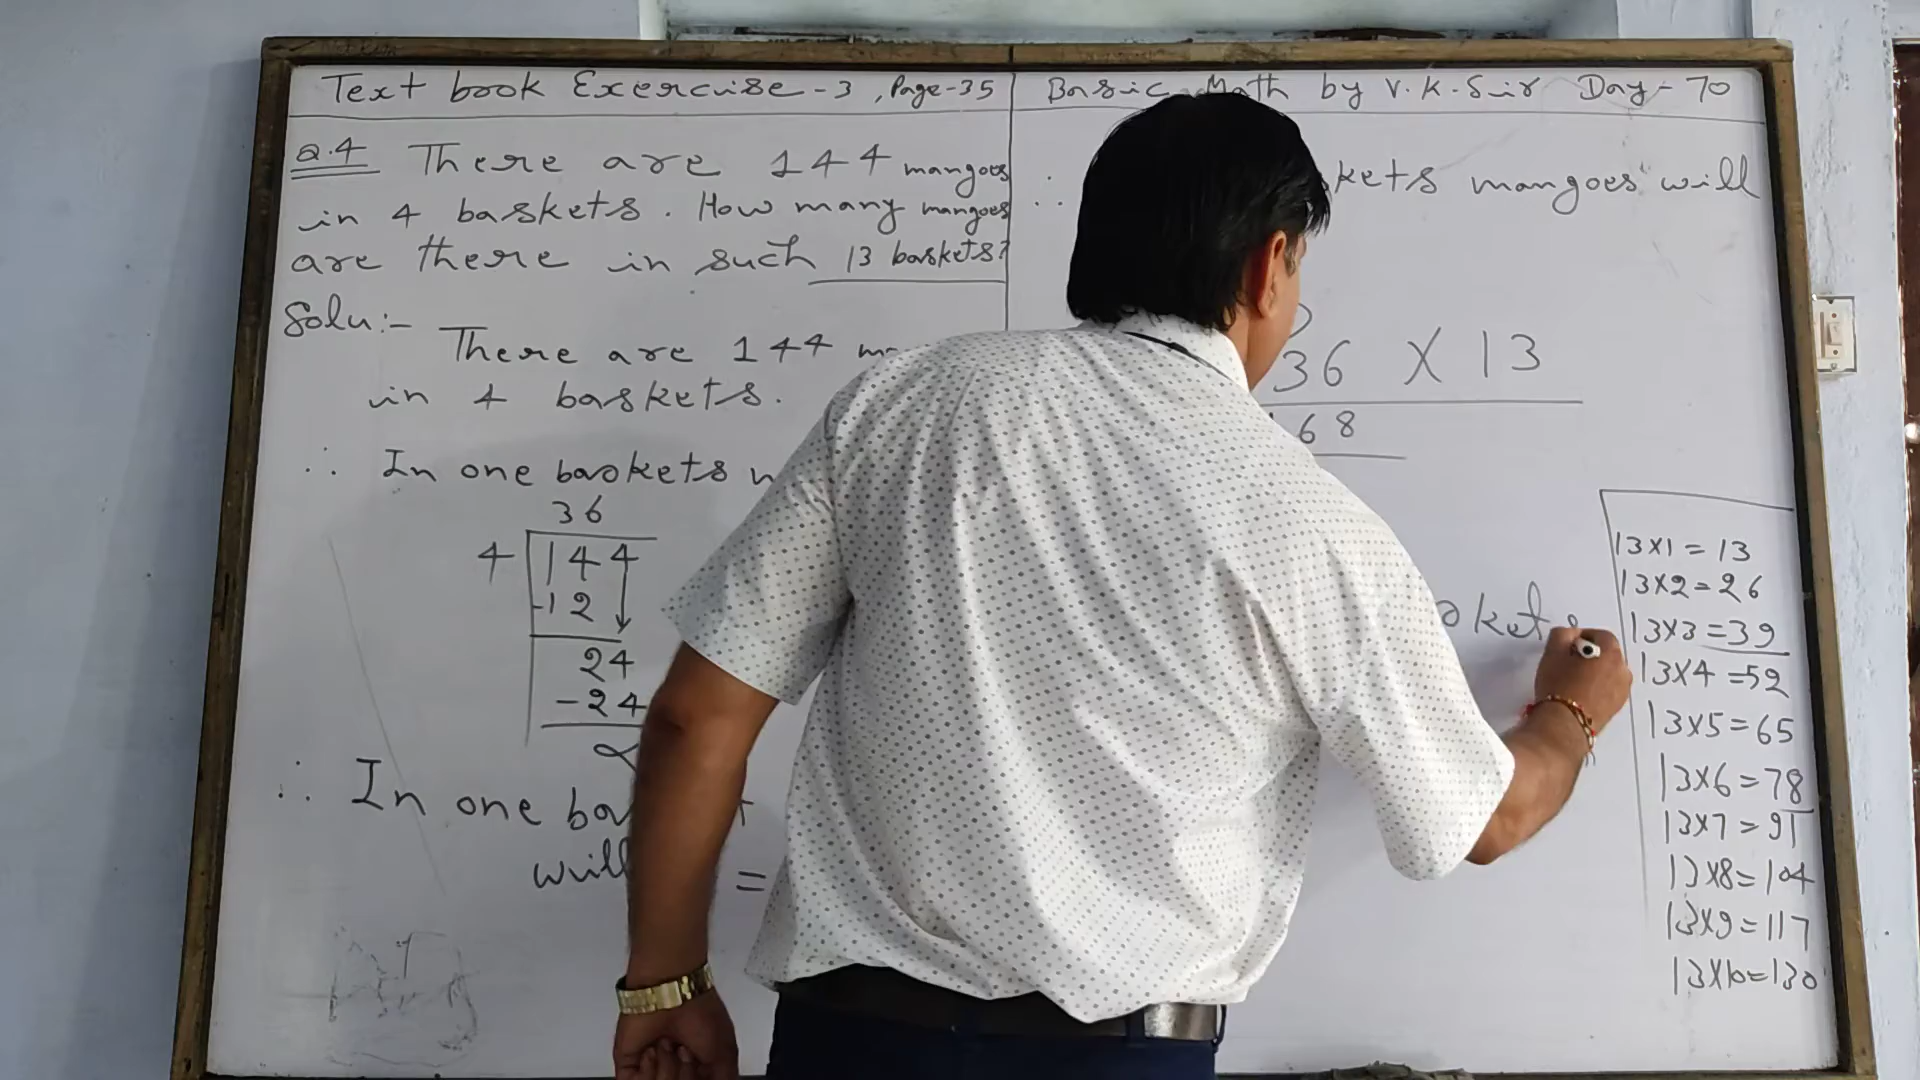 Text book Exercise-3, Page-35
Q.4 There are 144 mangoes
in 4 baskets. How many mangoes
are there in such 13 baskets?
Solu:-
There are 144
in 4 baskets.
∴ In one baskets
36
4 144
-12
24
-24
∴ In one
will =
Basic Math by V.K.Sir Day-70
∴ mangoes will
36 X 13
68
13X1=13
13X2=26
13X3=39
13X4=52
13X5=65
13X6=78
13X7=91
13X8=104
13X9=117
13X10=130